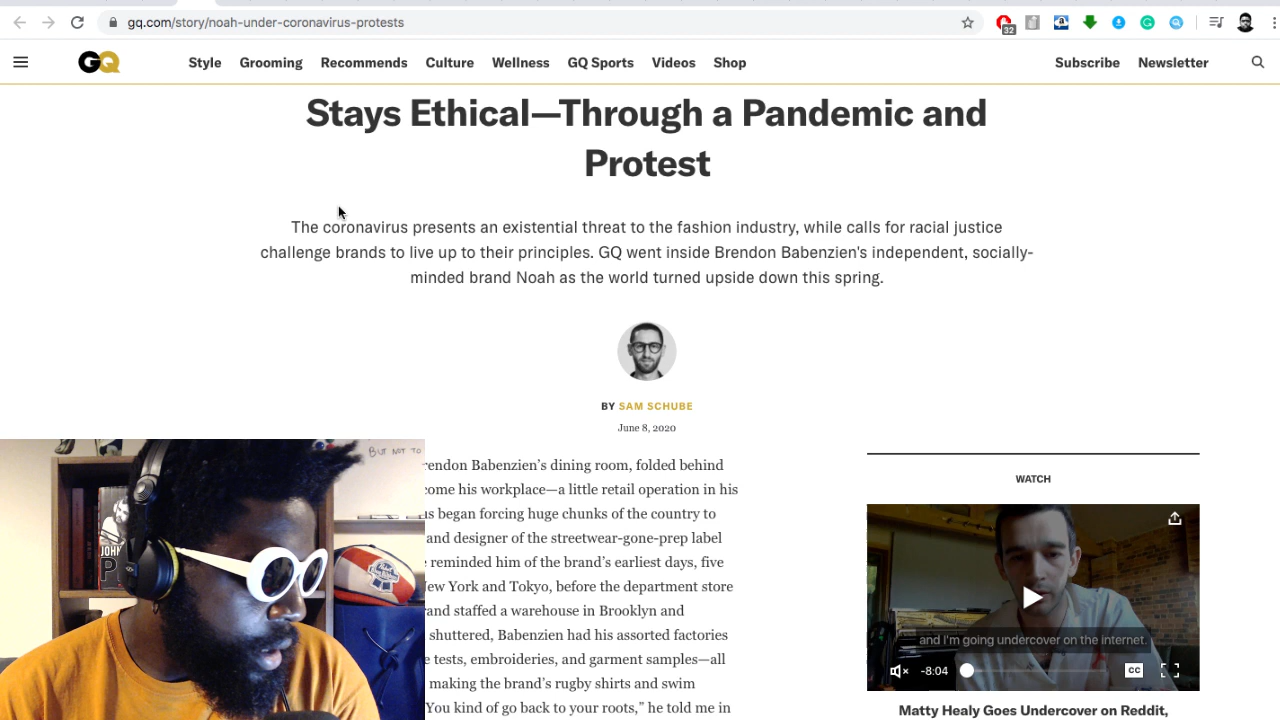 gq.com/story/noah-under-coronavirus-protests
32
GQ
Style Grooming Recommends Culture Wellness GQ Sports Videos Shop
Subscribe Newsletter
Stays Ethical—Through a Pandemic and
Protest
The coronavirus presents an existential threat to the fashion industry, while calls for racial justice
challenge brands to live up to their principles. GQ went inside Brendon Babenzien's independent, socially-
minded brand Noah as the world turned upside down this spring.
BY SAM SCHUBE
June 8, 2020
BUT NOT TO
rendon Babenzien's dining room, folded behind
come his workplace—a little retail operation in his
us began forcing huge chunks of the country to
and designer of the streetwear-gone-prep label
e reminded him of the brand's earliest days, five
New York and Tokyo, before the department store
rand staffed a warehouse in Brooklyn and
shuttered, Babenzien had his assorted factories
e tests, embroideries, and garment samples—all
making the brand's rugby shirts and swim
"You kind of go back to your roots," he told me in
WATCH
and I'm going undercover on the internet.
-8:04
CC
Matty Healy Goes Undercover on Reddit,
JOHN